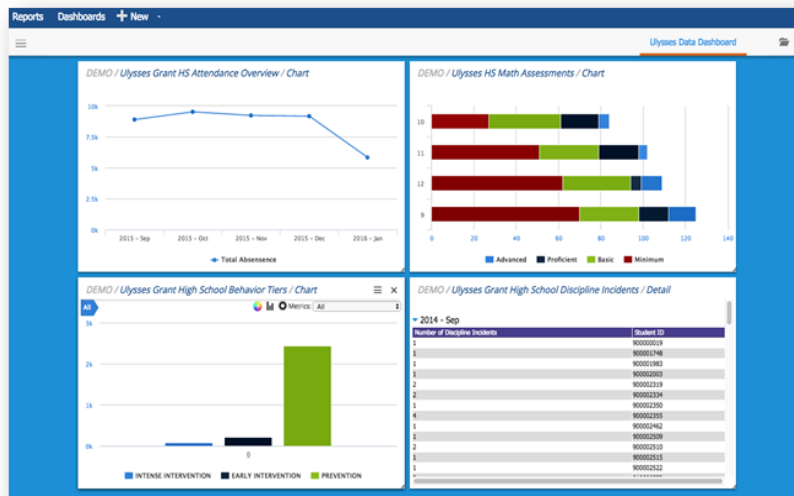 Reports Dashboards + New
Ulysses Data Dashboard
DEMO / Ulysses Grant HS Attendance Overview / Chart
10k
7.5k
5k
2.5k
0k
2015 - Sep 2015 - Oct 2015 - Nov 2015 - Dec 2016 - Jan
Total Absensence
DEMO / Ulysses HS Math Assessments / Chart
10
11
12
9
0 20 40 60 80 100 120 140
Advanced Proficient Basic Minimum
DEMO / Ulysses Grant High School Behavior Tiers / Chart
All
Metrics: All
3k
2k
1k
0k
0
INTENSE INTERVENTION EARLY INTERVENTION PREVENTION
DEMO / Ulysses Grant High School Discipline Incidents / Detail
2014 - Sep
Number of Discipline Incidents Student ID
1 900000019
1 900001748
1 900001983
1 900002003
2 900002319
2 900002334
1 900002350
4 900002355
1 900002462
1 900002509
2 900002510
1 900002515
1 900002522